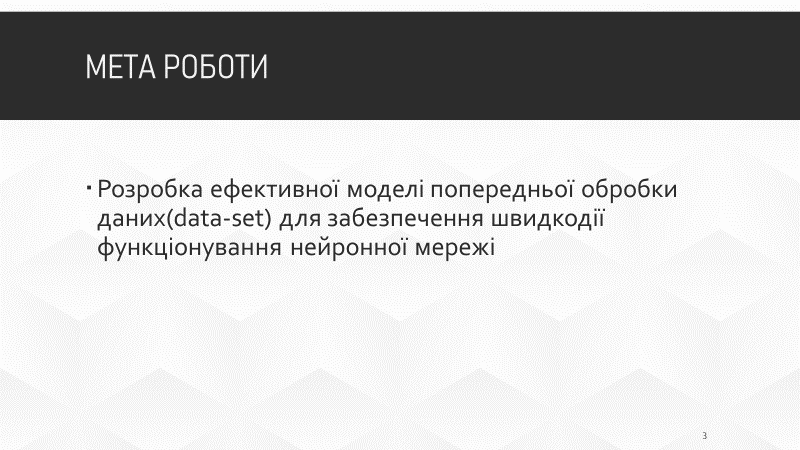 МЕТА РОБОТИ
▪ Розробка ефективної моделі попередньої обробки
даних(data-set) для забезпечення швидкодії
функціонування нейронної мережі
3